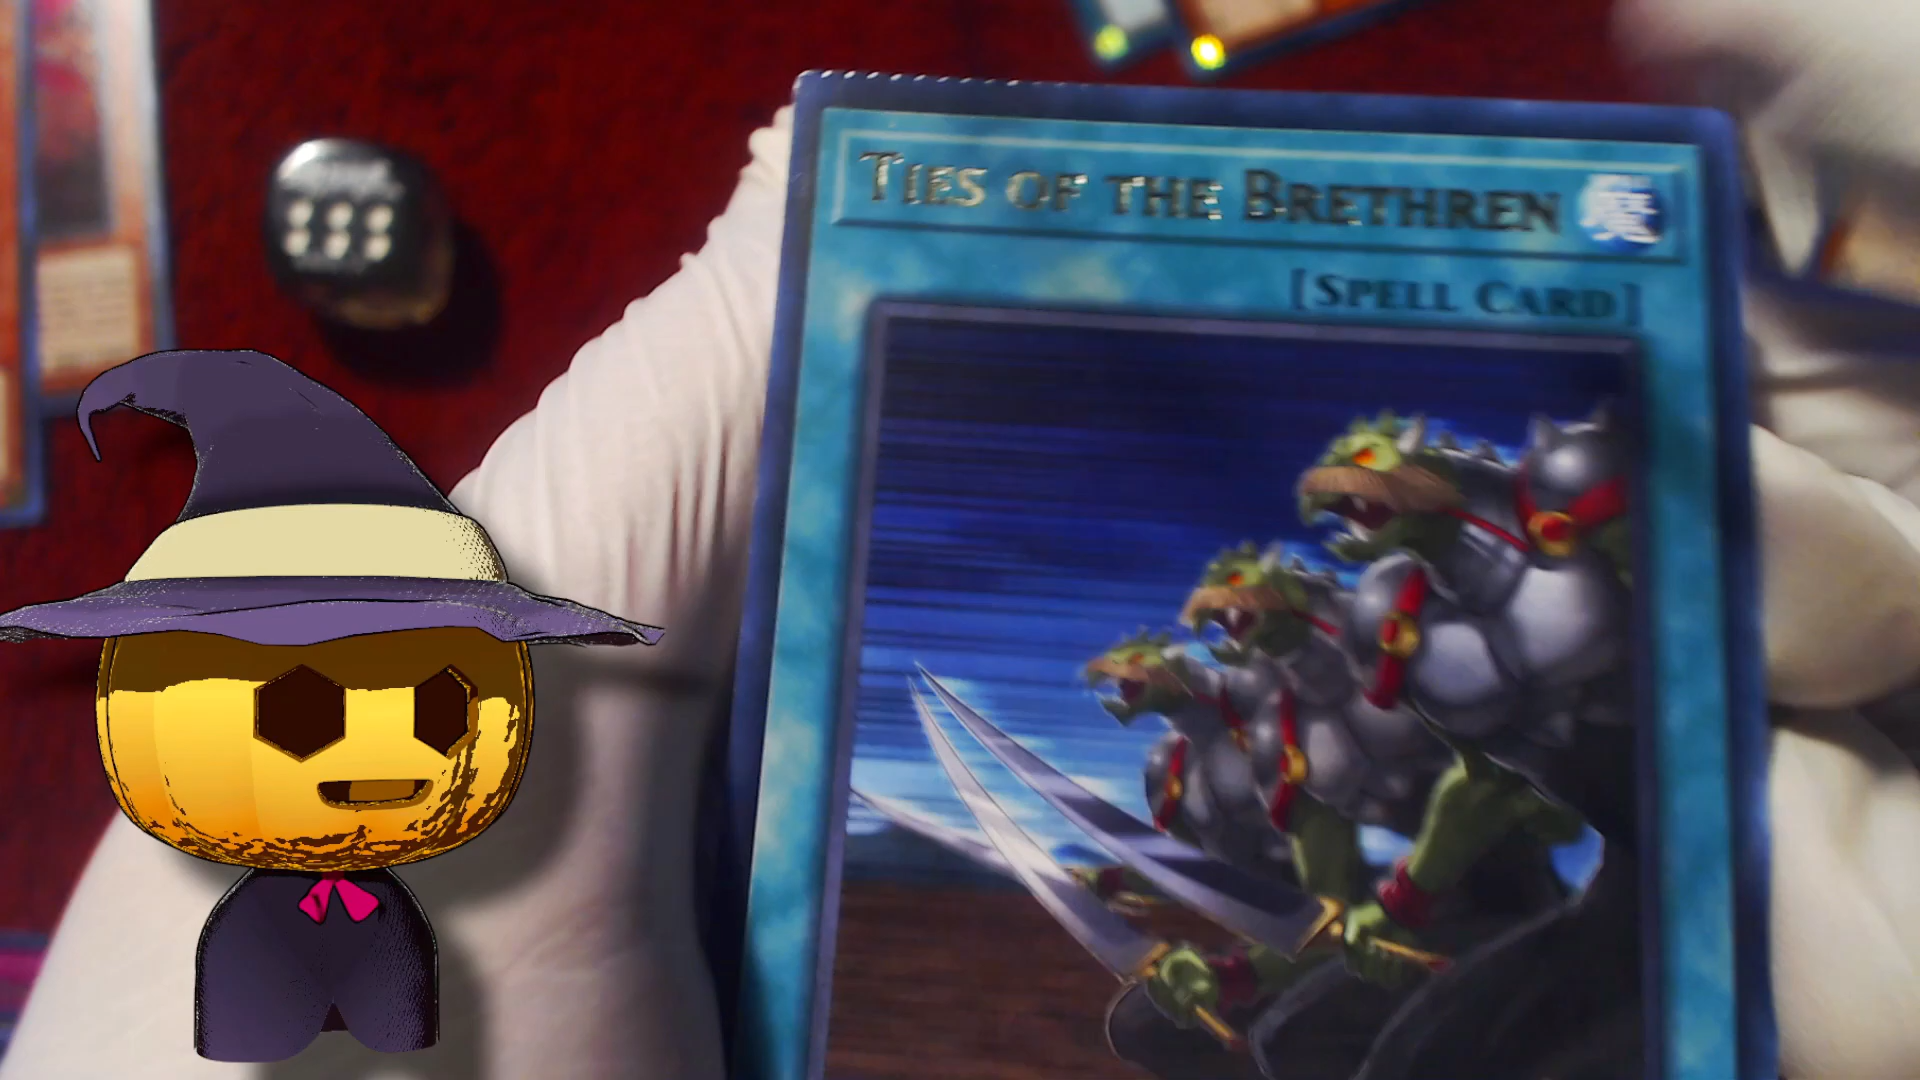 TIES OF THE BRETHREN 魔
[SPELL CARD]